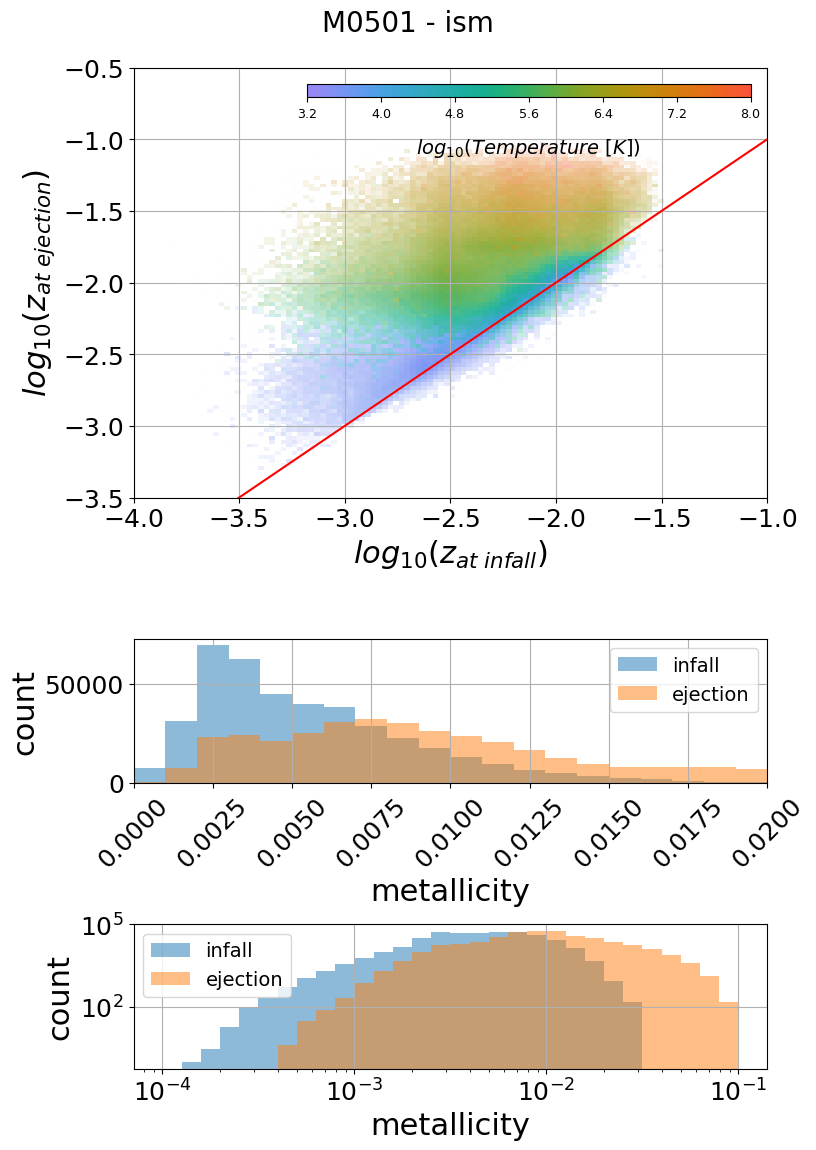 M0501 - ism
−0.5
3.2 4.0 4.8 5.6 6.4 7.2 8.0
log10(Temperature [K])
−1.0
−1.5
−2.0
−2.5
−3.0
−3.5
log10(z at ejection)
−4.0 −3.5 −3.0 −2.5 −2.0 −1.5 −1.0
log10(z at infall)
infall
ejection
50000
0
count
0.0000 0.0025 0.0050 0.0075 0.0100 0.0125 0.0150 0.0175 0.0200
metallicity
10^5
10^2
count
infall
ejection
10^−4 10^−3 10^−2 10^−1
metallicity